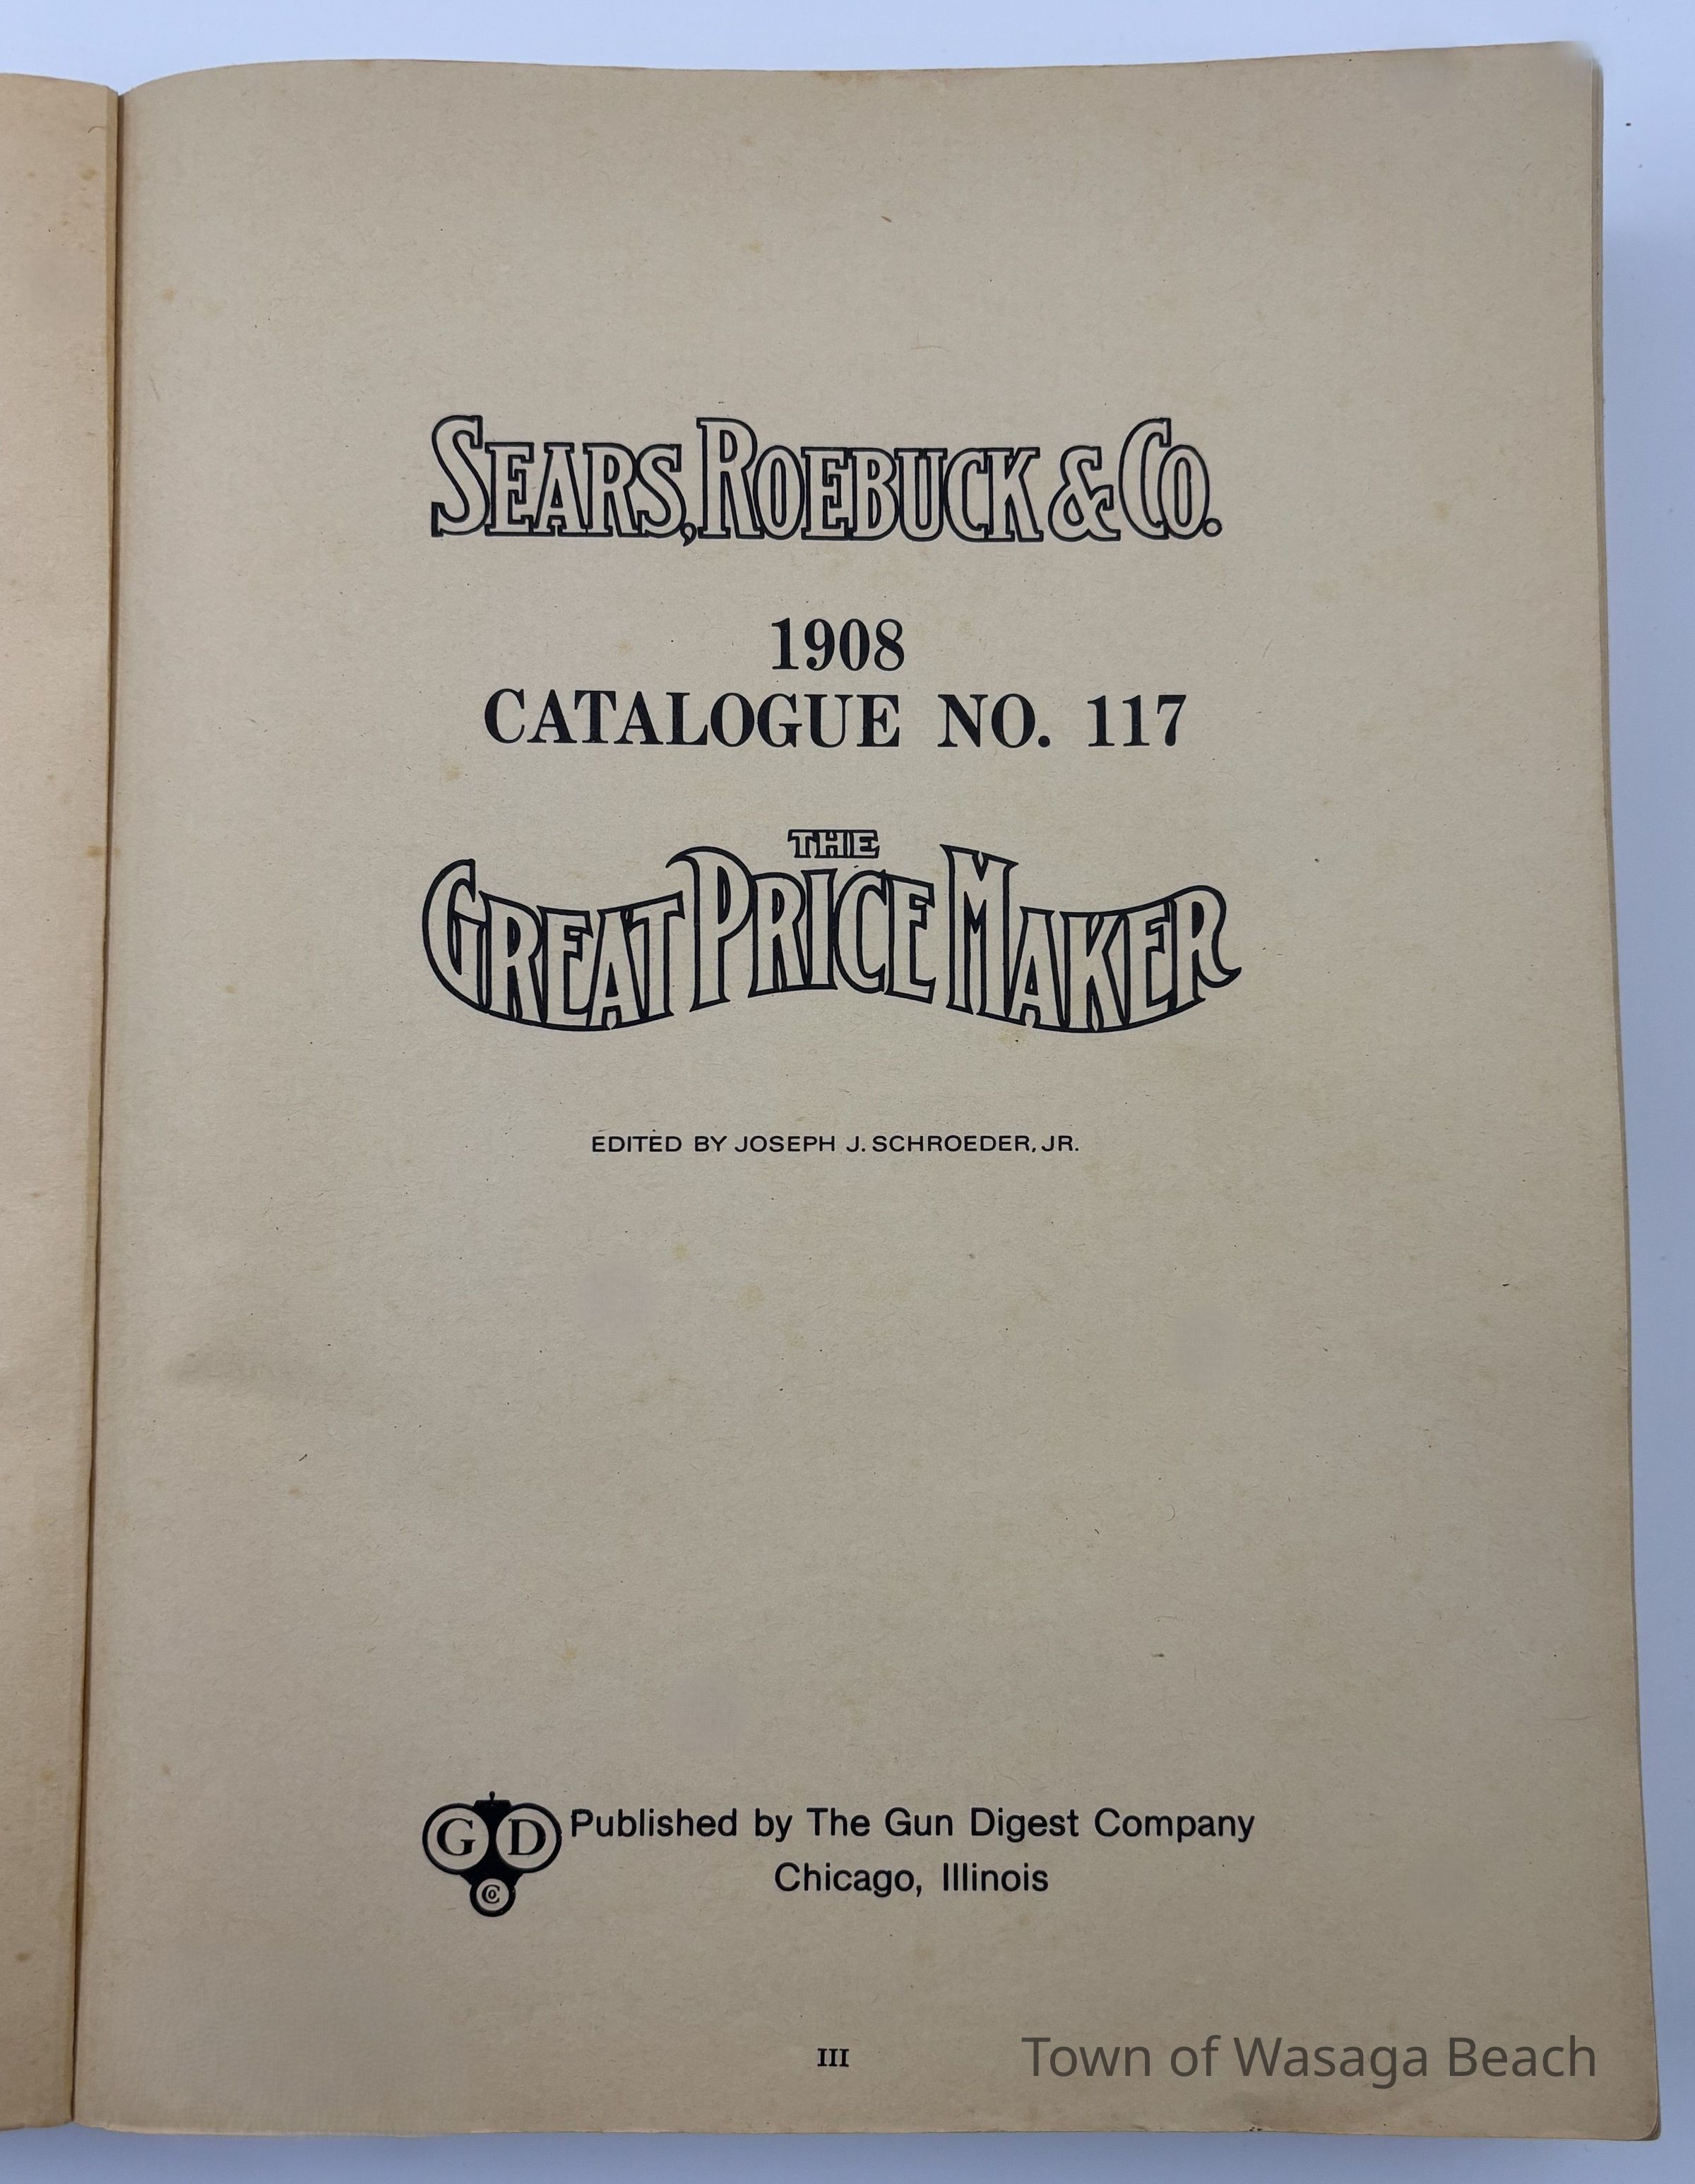 SEARS, ROEBUCK & CO.
1908
CATALOGUE NO. 117
THE
GREAT PRICE MAKER
EDITED BY JOSEPH J. SCHROEDER, JR.
G D
Co
Published by The Gun Digest Company
Chicago, Illinois
III
Town of Wasaga Beach